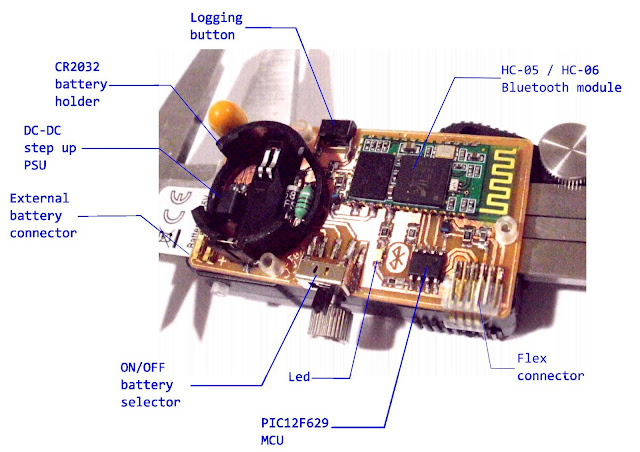 Logging
button
CR2032
battery
holder
HC-05 / HC-06
Bluetooth module
DC-DC
step up
PSU
External
battery
connector
CE
ON/OFF
battery
selector
Led
Flex
connector
PIC12F629
MCU